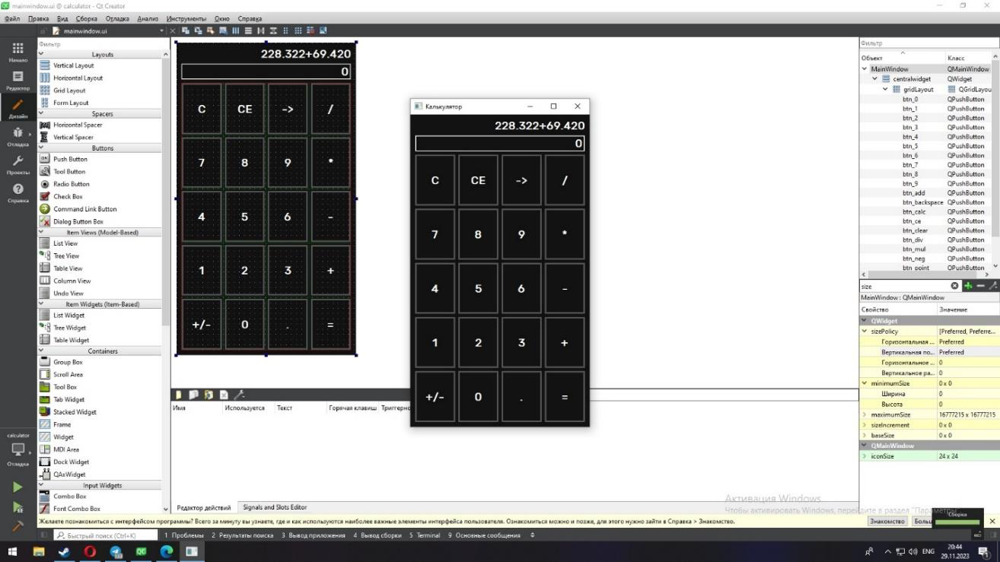 mainwindow.ui @ calculator - Qt Creator
Файл Правка Вид Сборка Отладка Анализ Инструменты Окно Справка
mainwindow.ui
Начало
Редактор
Дизайн
Отладка
Проекты
Справка
calculator
Отладка
Фильтр
Layouts
Vertical Layout
Horizontal Layout
Grid Layout
Form Layout
Spacers
Horizontal Spacer
Vertical Spacer
Buttons
Push Button
Tool Button
Radio Button
Check Box
Command Link Button
Dialog Button Box
Item Views (Model-Based)
List View
Tree View
Table View
Column View
Undo View
Item Widgets (Item-Based)
List Widget
Tree Widget
Table Widget
Containers
Group Box
Scroll Area
Tool Box
Tab Widget
Stacked Widget
Frame
Widget
MDI Area
Dock Widget
QAxWidget
Input Widgets
Combo Box
Font Combo Box
228.322+69.420
0
C CE -> /
7 8 9 *
4 5 6 -
1 2 3 +
+/- 0 . =
Калькулятор
228.322+69.420
0
C CE -> /
7 8 9 *
4 5 6 -
1 2 3 +
+/- 0 . =
Имя Используется Текст Горячая клавиш Триггерно
Редактор действий Signals and Slots Editor
Фильтр
Объект Класс
MainWindow QMainWindow
centralwidget QWidget
gridLayout QGridLayou
btn_0 QPushButton
btn_1 QPushButton
btn_2 QPushButton
btn_3 QPushButton
btn_4 QPushButton
btn_5 QPushButton
btn_6 QPushButton
btn_7 QPushButton
btn_8 QPushButton
btn_9 QPushButton
btn_add QPushButton
btn_backspace QPushButton
btn_calc QPushButton
btn_ce QPushButton
btn_clear QPushButton
btn_div QPushButton
btn_mul QPushButton
btn_neg QPushButton
btn_point QPushButton
size
MainWindow : QMainWindow
Свойство Значение
QWidget
sizePolicy [Preferred, Preferre...
Горизонтальная ... Preferred
Вертикальная по... Preferred
Горизонтальное ... 0
Вертикальное ра... 0
minimumSize 0 x 0
Ширина 0
Высота 0
maximumSize 16777215 x 16777215
sizeIncrement 0 x 0
baseSize 0 x 0
QMainWindow
iconSize 24 x 24
Активация Windows
Чтобы активировать Windows, перейдите в раздел "Параметры".
Сборка
Желаете познакомиться с интерфейсом программы? Всего за минуту вы узнаете, где и как используются наиболее важные элементы интерфейса пользователя. Ознакомиться можно и позже, для этого нужно зайти в Справка > Знакомство.
Знакомство
Быстрый поиск (Ctrl+K) 1 Проблемы 2 Результаты поиска 3 Вывод приложения 4 Вывод сборки 5 Terminal 9 Основные сообщения
ENG
20:44
29.11.2023